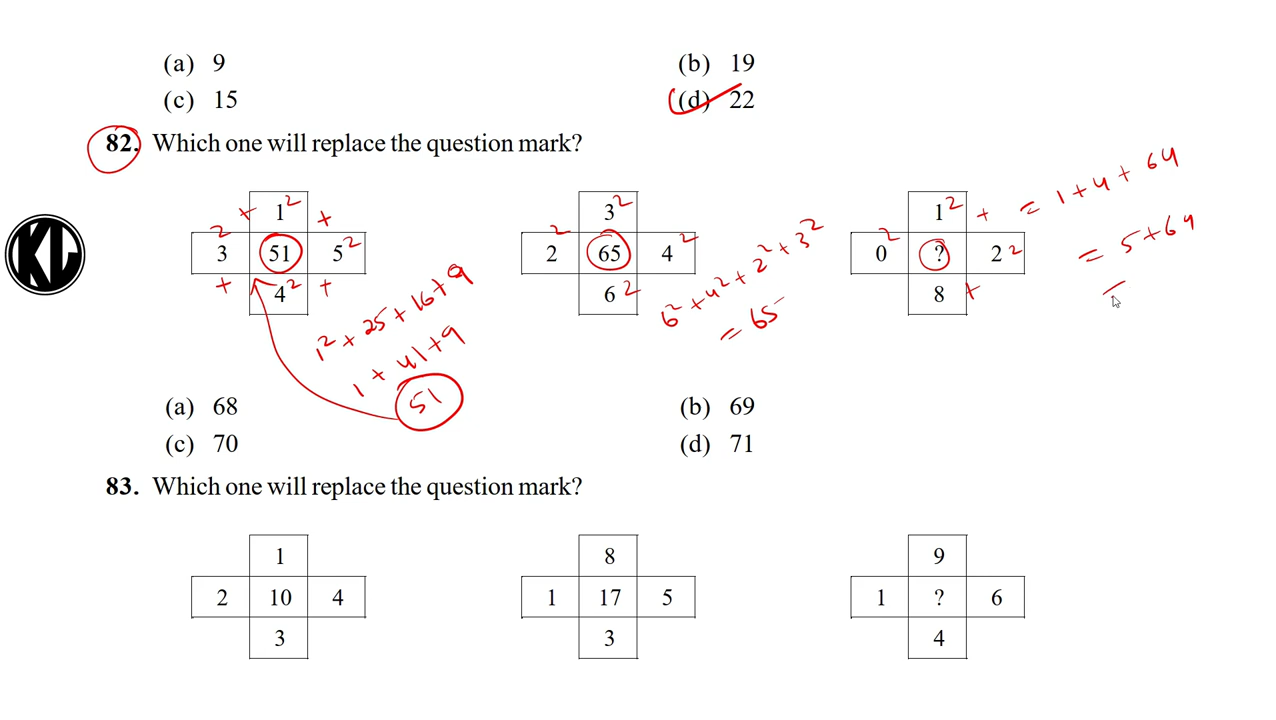 (a) 9 (b) 19
(c) 15 (d) 22
82. Which one will replace the question mark?
1² 3² 1² + = 1 + 4 + 64
3² 51 5² 2² 65 4² 0² ? 2² = 5 + 64
4² 6² 8 + =
+ + + +
1² + 25 + 16 + 9 6² + 4² + 2² + 3²
1 + 41 + 9 = 65
51
(a) 68 (b) 69
(c) 70 (d) 71
83. Which one will replace the question mark?
1 8 9
2 10 4 1 17 5 1 ? 6
3 3 4
KL